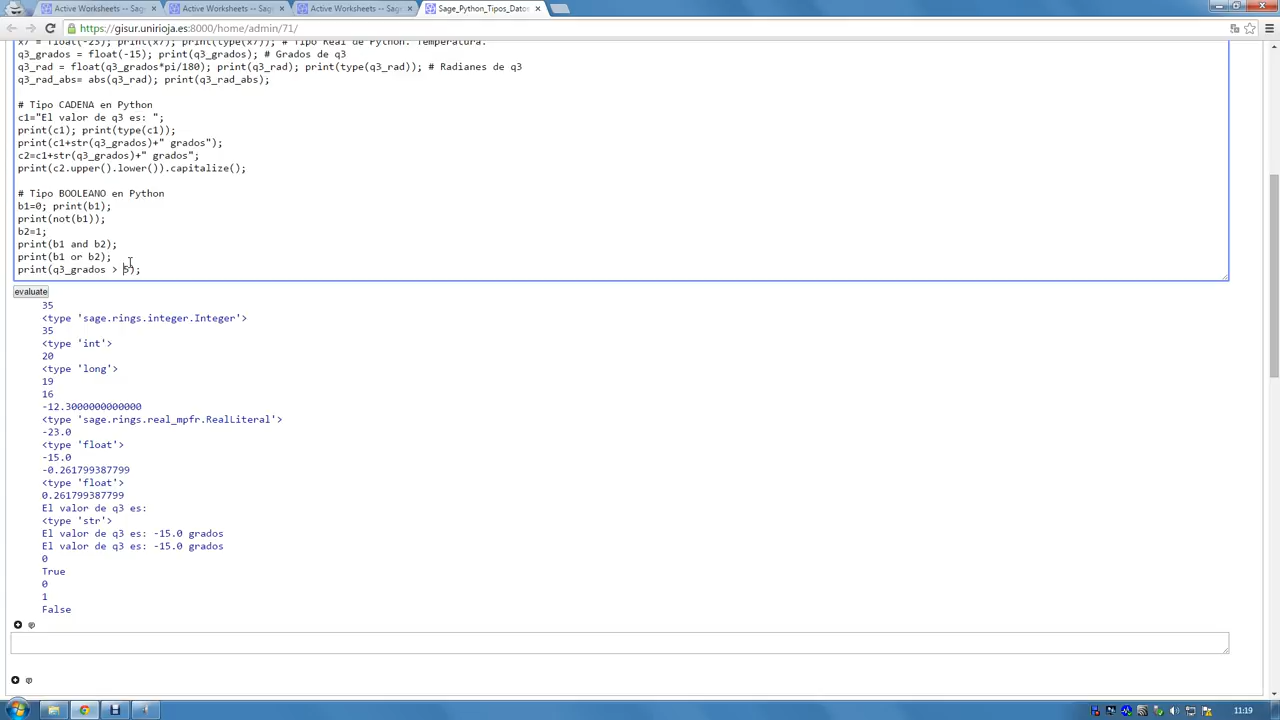 Active Worksheets -- Sag
Active Worksheets -- Sag
Active Worksheets -- Sag
Sage_Python_Tipos_Datos
https://gisur.unirioja.es:8000/home/admin/71/
x7 = float(-23); print(x7); print(type(x7)); # Tipo Real de Python. Temperatura.
q3_grados = float(-15); print(q3_grados); # Grados de q3
q3_rad = float(q3_grados*pi/180); print(q3_rad); print(type(q3_rad)); # Radianes de q3
q3_rad_abs= abs(q3_rad); print(q3_rad_abs);
# Tipo CADENA en Python
c1="El valor de q3 es: ";
print(c1); print(type(c1));
print(c1+str(q3_grados)+" grados");
c2=c1+str(q3_grados)+" grados";
print(c2.upper().lower()).capitalize();
# Tipo BOOLEANO en Python
b1=0; print(b1);
print(not(b1));
b2=1;
print(b1 and b2);
print(b1 or b2);
print(q3_grados > 5);
evaluate
35
<type 'sage.rings.integer.Integer'>
35
<type 'int'>
20
<type 'long'>
19
16
-12.3000000000000
<type 'sage.rings.real_mpfr.RealLiteral'>
-23.0
<type 'float'>
-15.0
-0.261799387799
<type 'float'>
0.261799387799
El valor de q3 es:
<type 'str'>
El valor de q3 es: -15.0 grados
El valor de q3 es: -15.0 grados
0
True
0
1
False
11:19